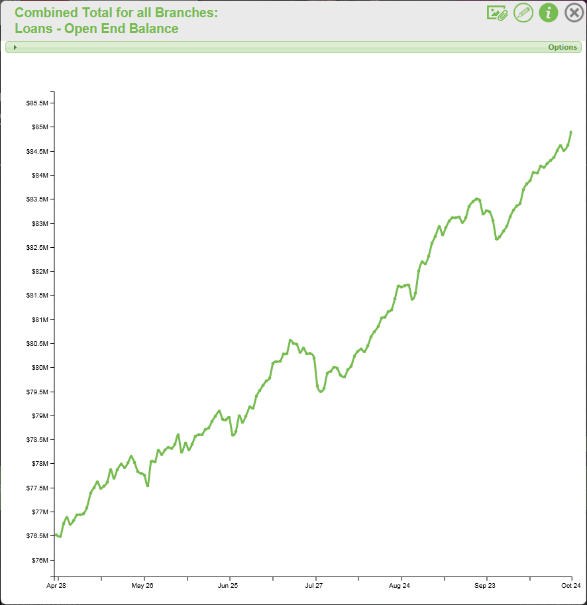 Combined Total for all Branches:
Loans - Open End Balance
i
Options
$85.5M
$85M
$84.5M
$84M
$83.5M
$83M
$82.5M
$82M
$81.5M
$81M
$80.5M
$80M
$79.5M
$79M
$78.5M
$78M
$77.5M
$77M
$76.5M
$76M
Apr 28
May 26
Jun 25
Jul 27
Aug 24
Sep 23
Oct 24